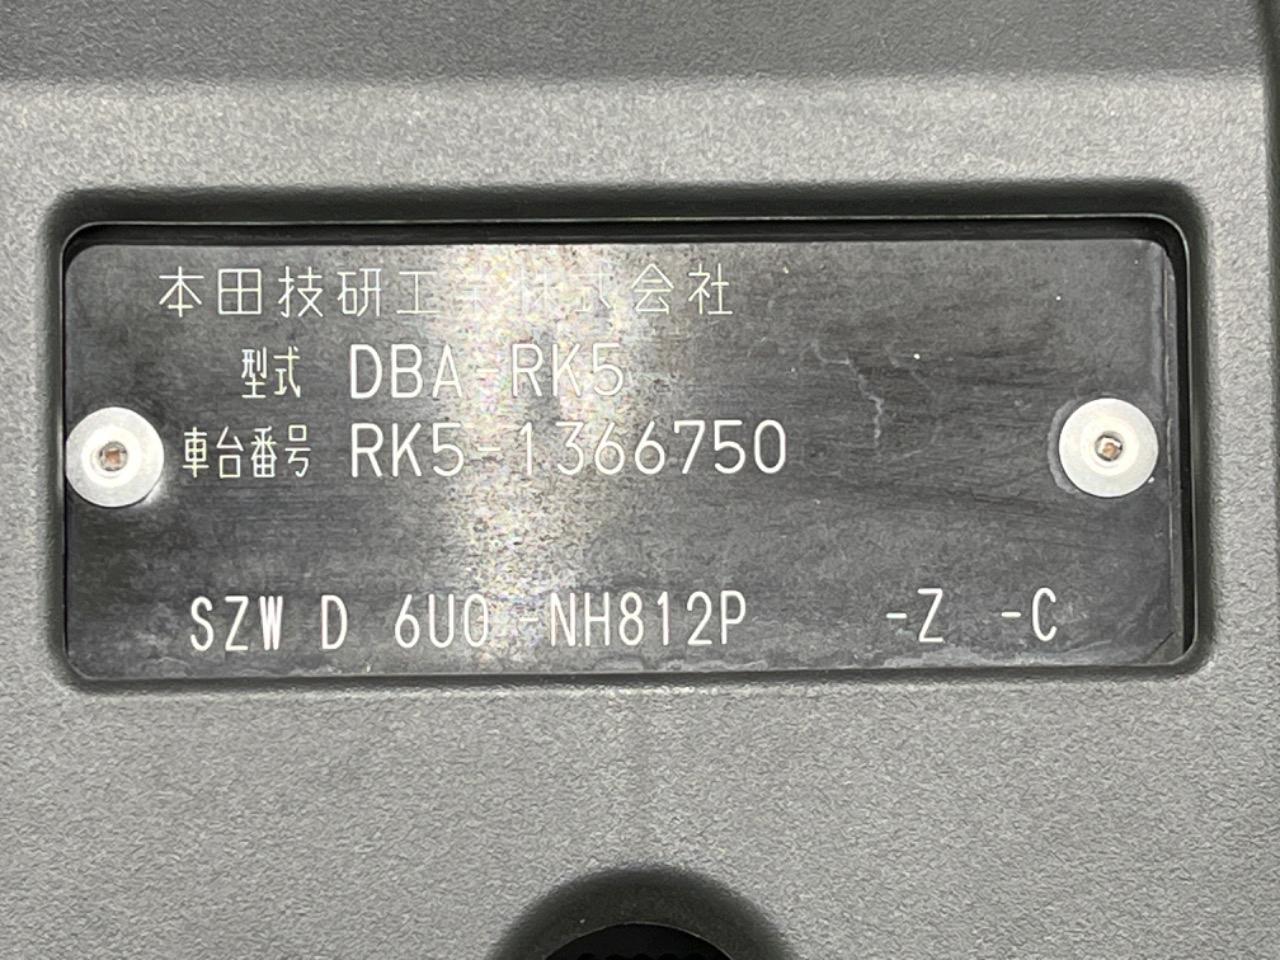 本田技研工業株式会社
型式 DBA-RK5
車台番号 RK5-1366750
SZW D 6U0 -NH812P -Z -C